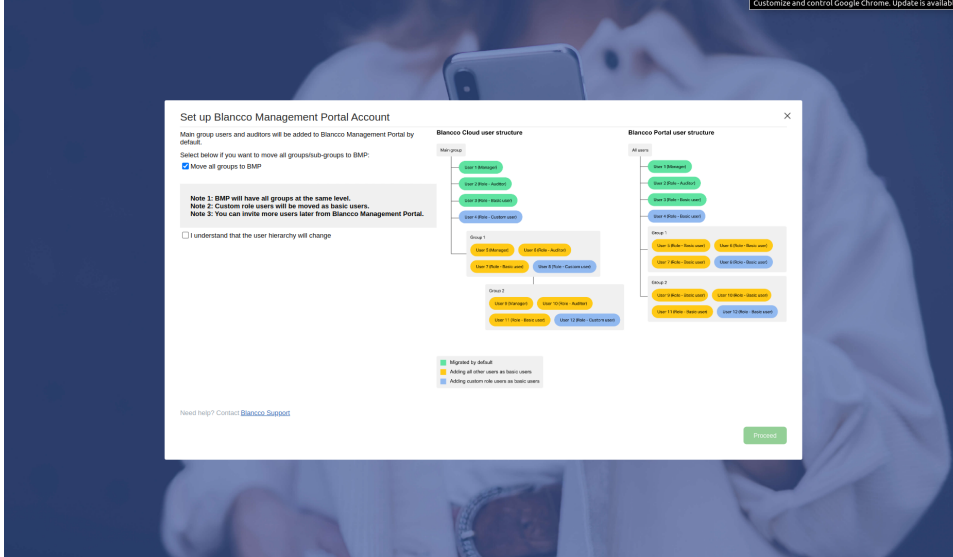 Customize and control Google Chrome. Update is availab
Set up Blancco Management Portal Account
Main group users and auditors will be added to Blancco Management Portal by
default.
Select below if you want to move all groups/sub-groups to BMP:
Move all groups to BMP
Note 1: BMP will have all groups at the same level.
Note 2: Custom role users will be moved as basic users.
Note 3: You can invite more users later from Blancco Management Portal.
I understand that the user hierarchy will change
Blancco Cloud user structure
Main group
User 1 (Manager)
User 2 (Role - Auditor)
User 3 (Role - Basic user)
User 4 (Role - Custom user)
Group 1
User 5 (Manager)
User 6 (Role - Auditor)
User 7 (Role - Basic user)
User 8 (Role - Custom user)
Group 2
User 9 (Manager)
User 10 (Role - Auditor)
User 11 (Role - Basic user)
User 12 (Role - Custom user)
Migrated by default
Adding all other users as basic users
Adding custom role users as basic users
Blancco Portal user structure
All users
User 1 (Manager)
User 2 (Role - Auditor)
User 3 (Role - Basic user)
User 4 (Role - Basic user)
Group 1
User 5 (Role - Basic user)
User 6 (Role - Basic user)
User 7 (Role - Basic user)
User 8 (Role - Basic user)
Group 2
User 9 (Role - Basic user)
User 10 (Role - Basic user)
User 11 (Role - Basic user)
User 12 (Role - Basic user)
Need help? Contact Blancco Support
Proceed